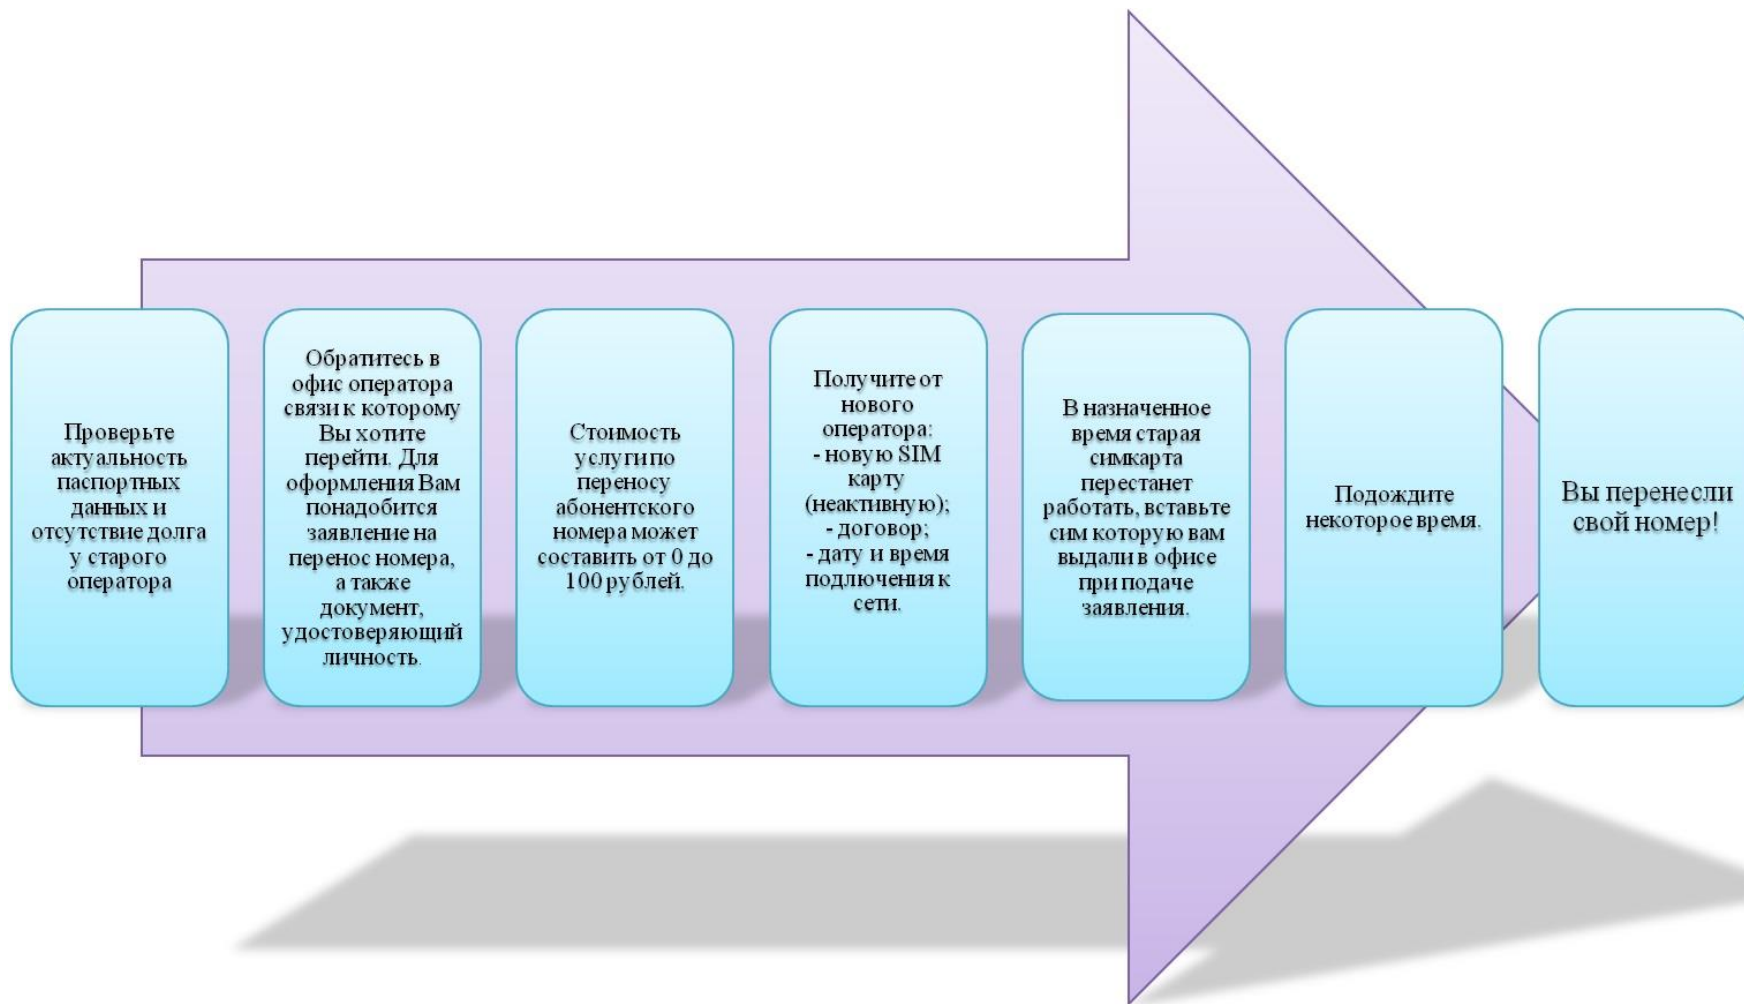 Проверьте
актуальность
паспортных
данных и
отсутствие долга
у старого
оператора
Обратитесь в
офис оператора
связи к которому
Вы хотите
перейти. Для
оформления Вам
понадобится
заявление на
перенос номера,
а также
документ,
удостоверяющий
личность.
Стоимость
услуги по
переносу
абонентского
номера может
составить от 0 до
100 рублей.
Получите от
нового
оператора:
- новую SIM
карту
(неактивную);
- договор;
- дату и время
подлючения к
сети.
В назначенное
время старая
симкарта
перестанет
работать, вставьте
сим которую вам
выдали в офисе
при подаче
заявления.
Подождите
некоторое время.
Вы перенесли
свой номер!